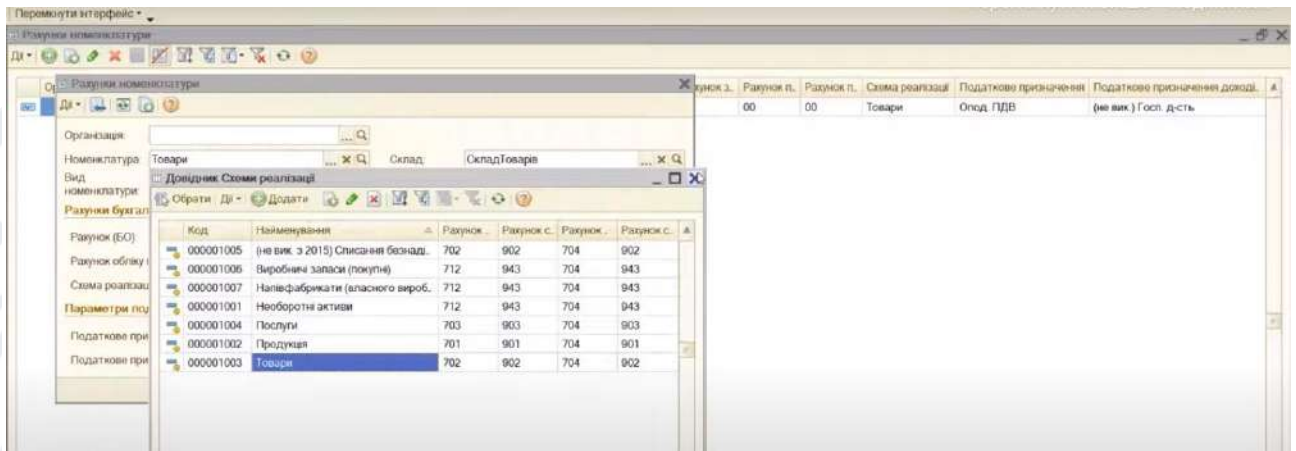 Перемкнути інтерфейс
Рахунки номенклатури
Дії
Рахунки номенклатури
Рахунок п.. Рахунок п.. Схема реалізації Податкове призначення Податкове призначення доході..
00 00 Товари Опод. ПДВ (не вик.) Госп. д-сть
Дії
Організація:
Номенклатура: Товари Склад: СкладТоварів
Вид
номенклатури:
Довідник Схеми реалізації
Обрати Дії Додати
Рахунки бухгал
Рахунок (БО):
Рахунок обліку
Схема реалізац
Параметри под
Податкове при
Податкове при
Код Найменування Рахунок .. Рахунок с.. Рахунок .. Рахунок с..
000001005 (не вик. з 2015) Списання безнаді.. 702 902 704 902
000001006 Виробничі запаси (покупні) 712 943 704 943
000001007 Напівфабрикати (власного вироб.. 712 943 704 943
000001001 Необоротні активи 712 943 704 943
000001004 Послуги 703 903 704 903
000001002 Продукція 701 901 704 901
000001003 Товари 702 902 704 902